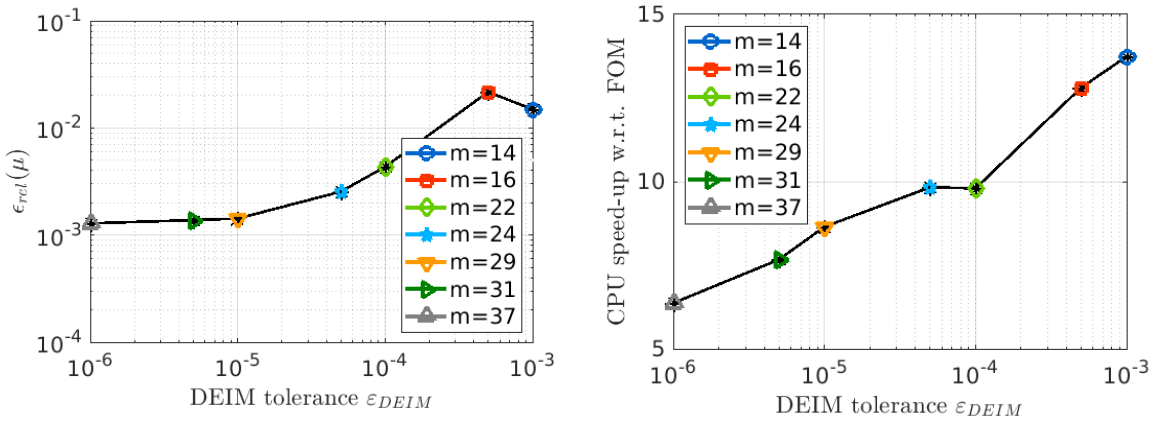 10^-1
10^-2
10^-3
10^-4
ϵ_rel(μ)
m=14
m=16
m=22
m=24
m=29
m=31
m=37
10^-6
10^-5
10^-4
10^-3
DEIM tolerance ε_DEIM
15
10
5
CPU speed-up w.r.t. FOM
m=14
m=16
m=22
m=24
m=29
m=31
m=37
10^-6
10^-5
10^-4
10^-3
DEIM tolerance ε_DEIM